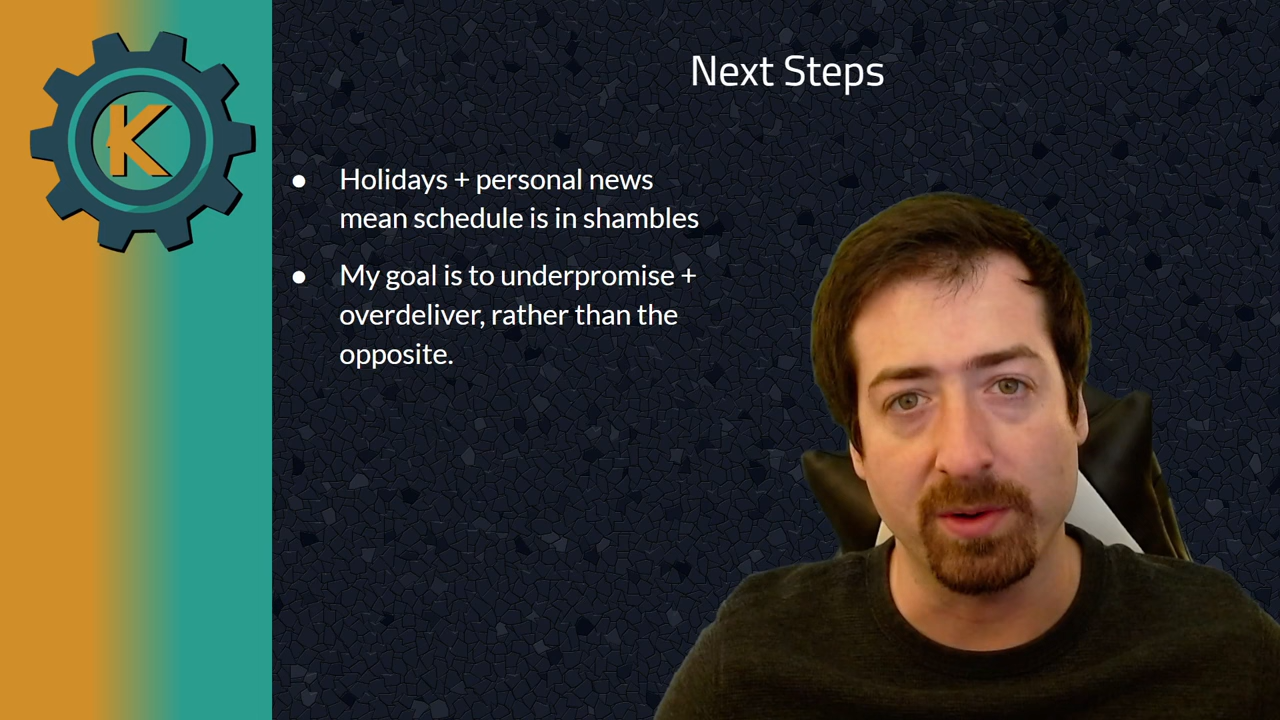 K
Next Steps
● Holidays + personal news
mean schedule is in shambles
● My goal is to underpromise +
overdeliver, rather than the
opposite.